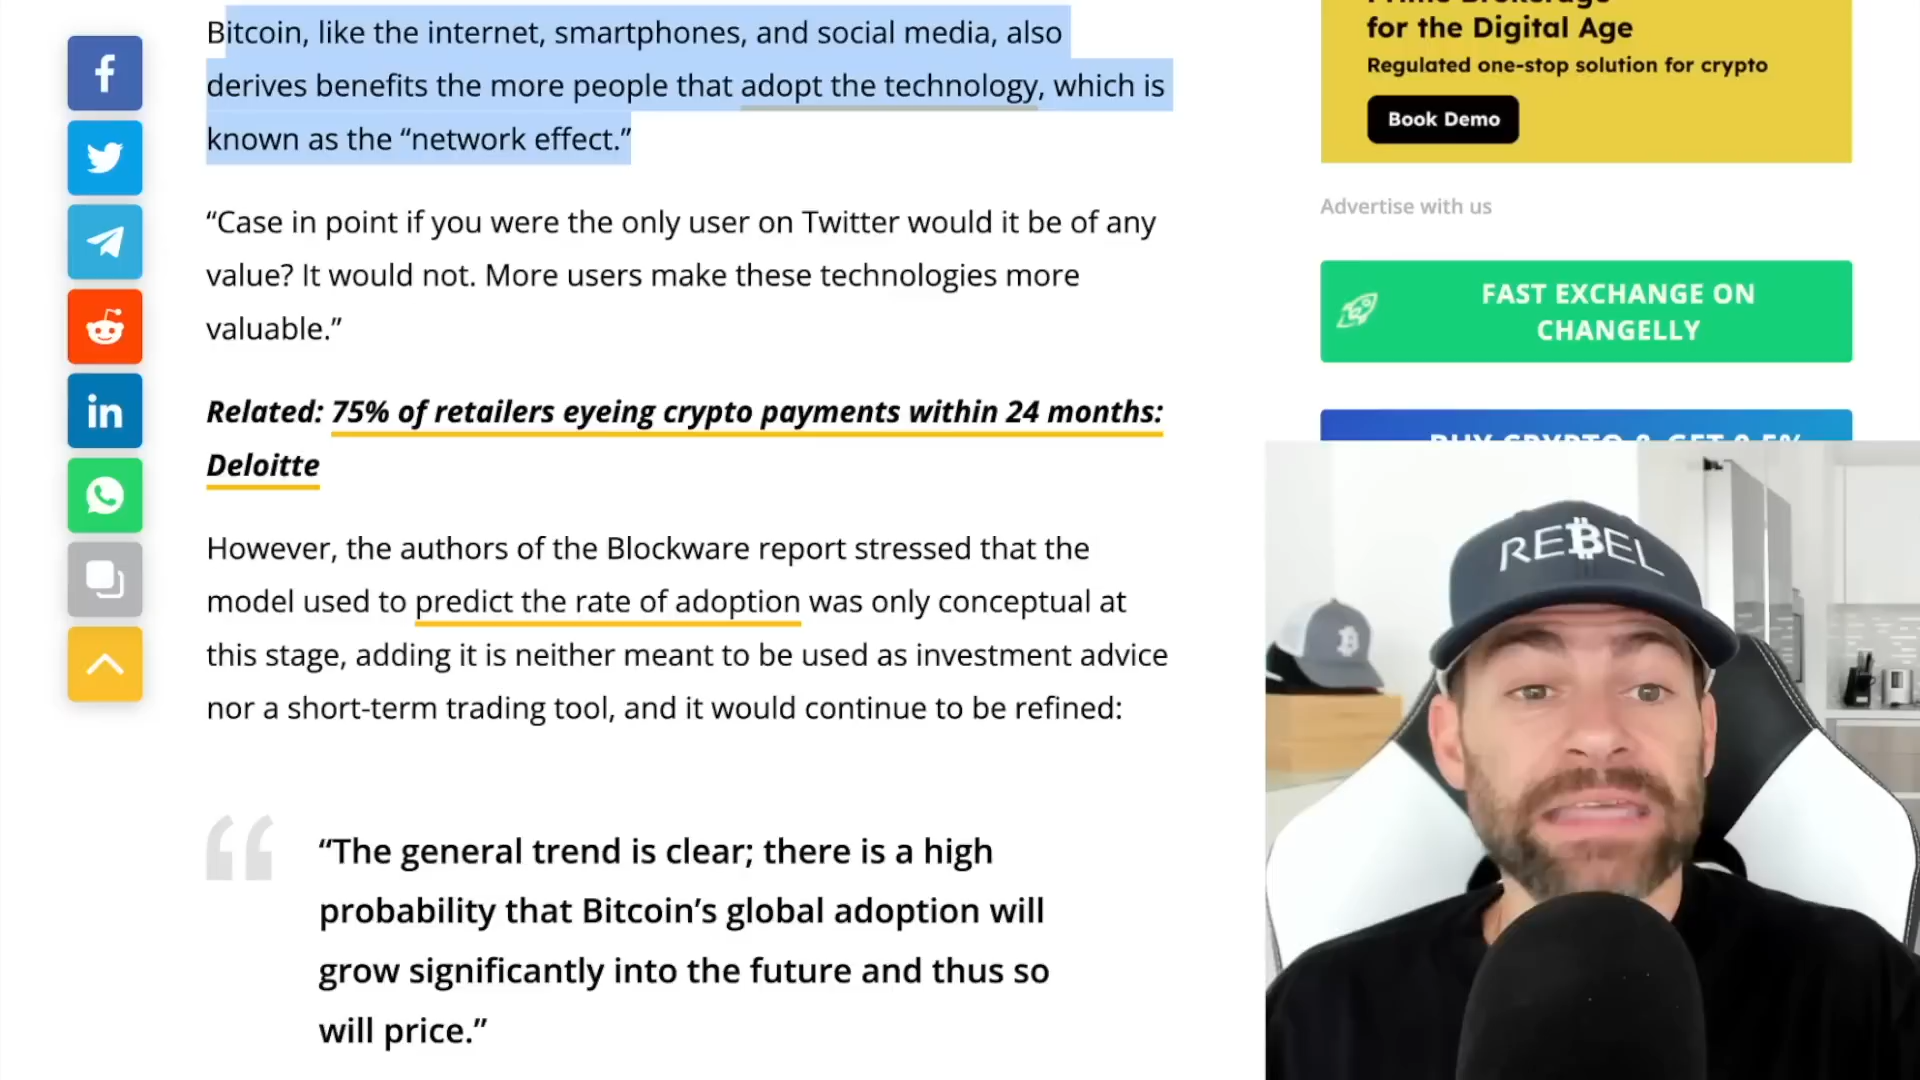 Bitcoin, like the internet, smartphones, and social media, also
derives benefits the more people that adopt the technology, which is
known as the “network effect.”
“Case in point if you were the only user on Twitter would it be of any
value? It would not. More users make these technologies more
valuable.”
Related: 75% of retailers eyeing crypto payments within 24 months:
Deloitte
However, the authors of the Blockware report stressed that the
model used to predict the rate of adoption was only conceptual at
this stage, adding it is neither meant to be used as investment advice
nor a short-term trading tool, and it would continue to be refined:
“The general trend is clear; there is a high
probability that Bitcoin’s global adoption will
grow significantly into the future and thus so
will price.”
for the Digital Age
Regulated one-stop solution for crypto
Book Demo
Advertise with us
FAST EXCHANGE ON
CHANGELLY
REBEL